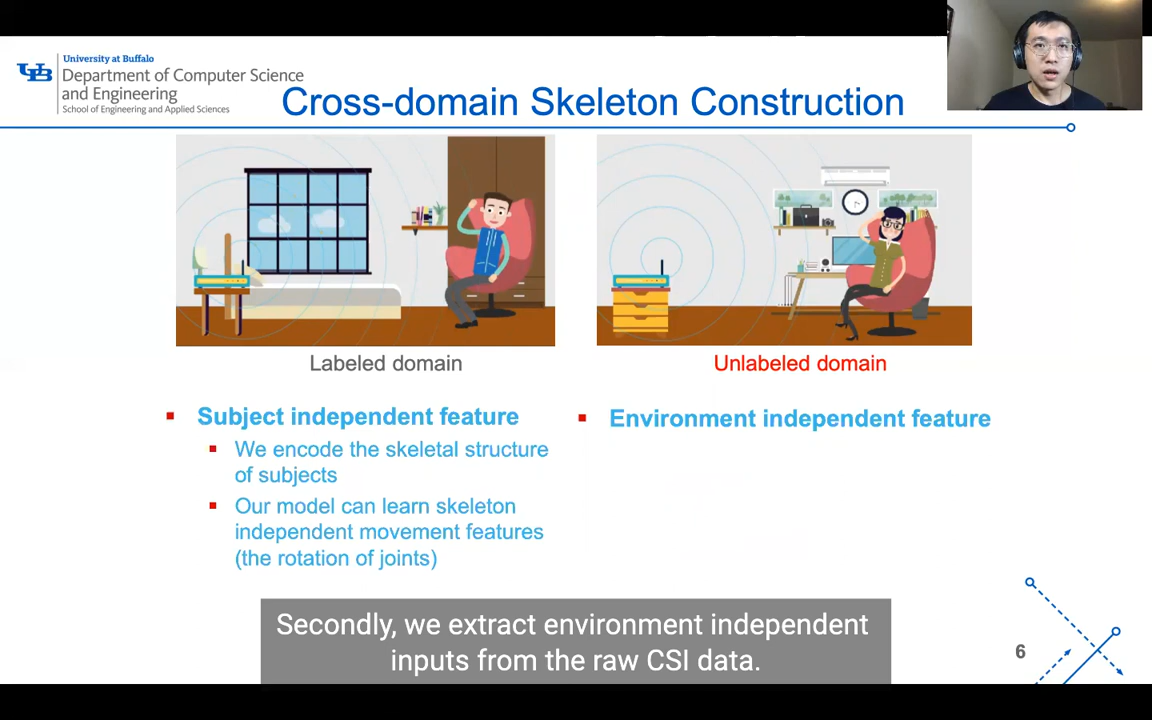 University at Buffalo
Department of Computer Science
and Engineering
School of Engineering and Applied Sciences
Cross-domain Skeleton Construction
Labeled domain
Unlabeled domain
Subject independent feature
We encode the skeletal structure
of subjects
Our model can learn skeleton
independent movement features
(the rotation of joints)
Environment independent feature
Secondly, we extract environment independent
inputs from the raw CSI data.
6